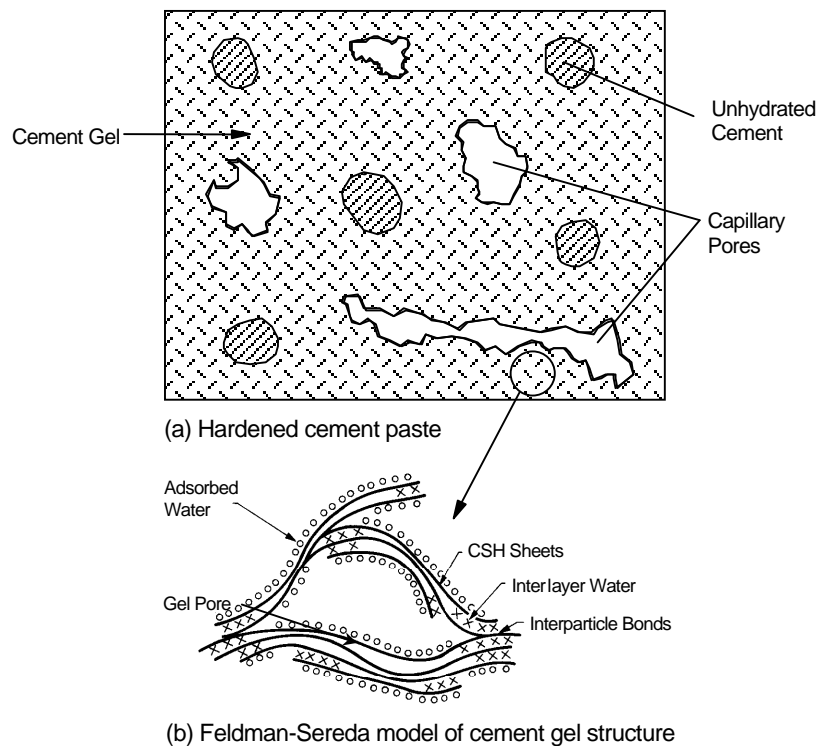 Unhydrated
Cement
Cement Gel
Capillary
Pores
(a) Hardened cement paste
Adsorbed
Water
CSH Sheets
Interlayer Water
Gel Pore
Interparticle Bonds
(b) Feldman-Sereda model of cement gel structure